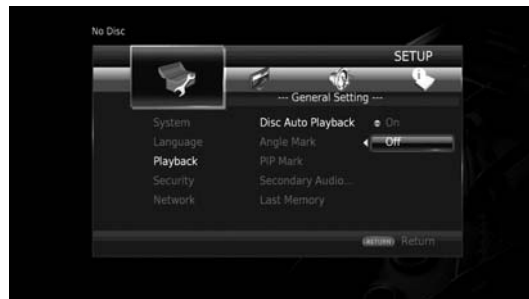 No Disc
SETUP
--- General Setting ---
System
Disc Auto Playback
On
Language
Angle Mark
Off
Playback
PIP Mark
Security
Secondary Audio...
Network
Last Memory
RETURN Return